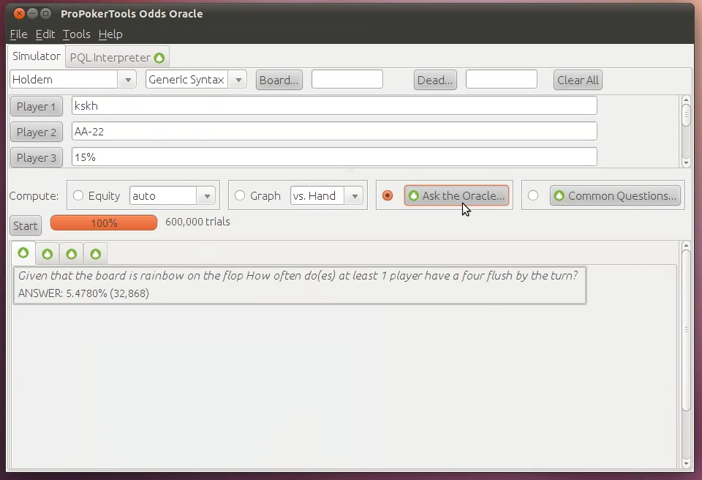 ProPokerTools Odds Oracle
File Edit Tools Help
Simulator PQL Interpreter
Holdem Generic Syntax Board... Dead... Clear All
Player 1 kskh
Player 2 AA-22
Player 3 15%
Compute: Equity auto Graph vs. Hand Ask the Oracle... Common Questions...
Start 100% 600,000 trials
Given that the board is rainbow on the flop How often do(es) at least 1 player have a four flush by the turn?
ANSWER: 5.4780% (32,868)